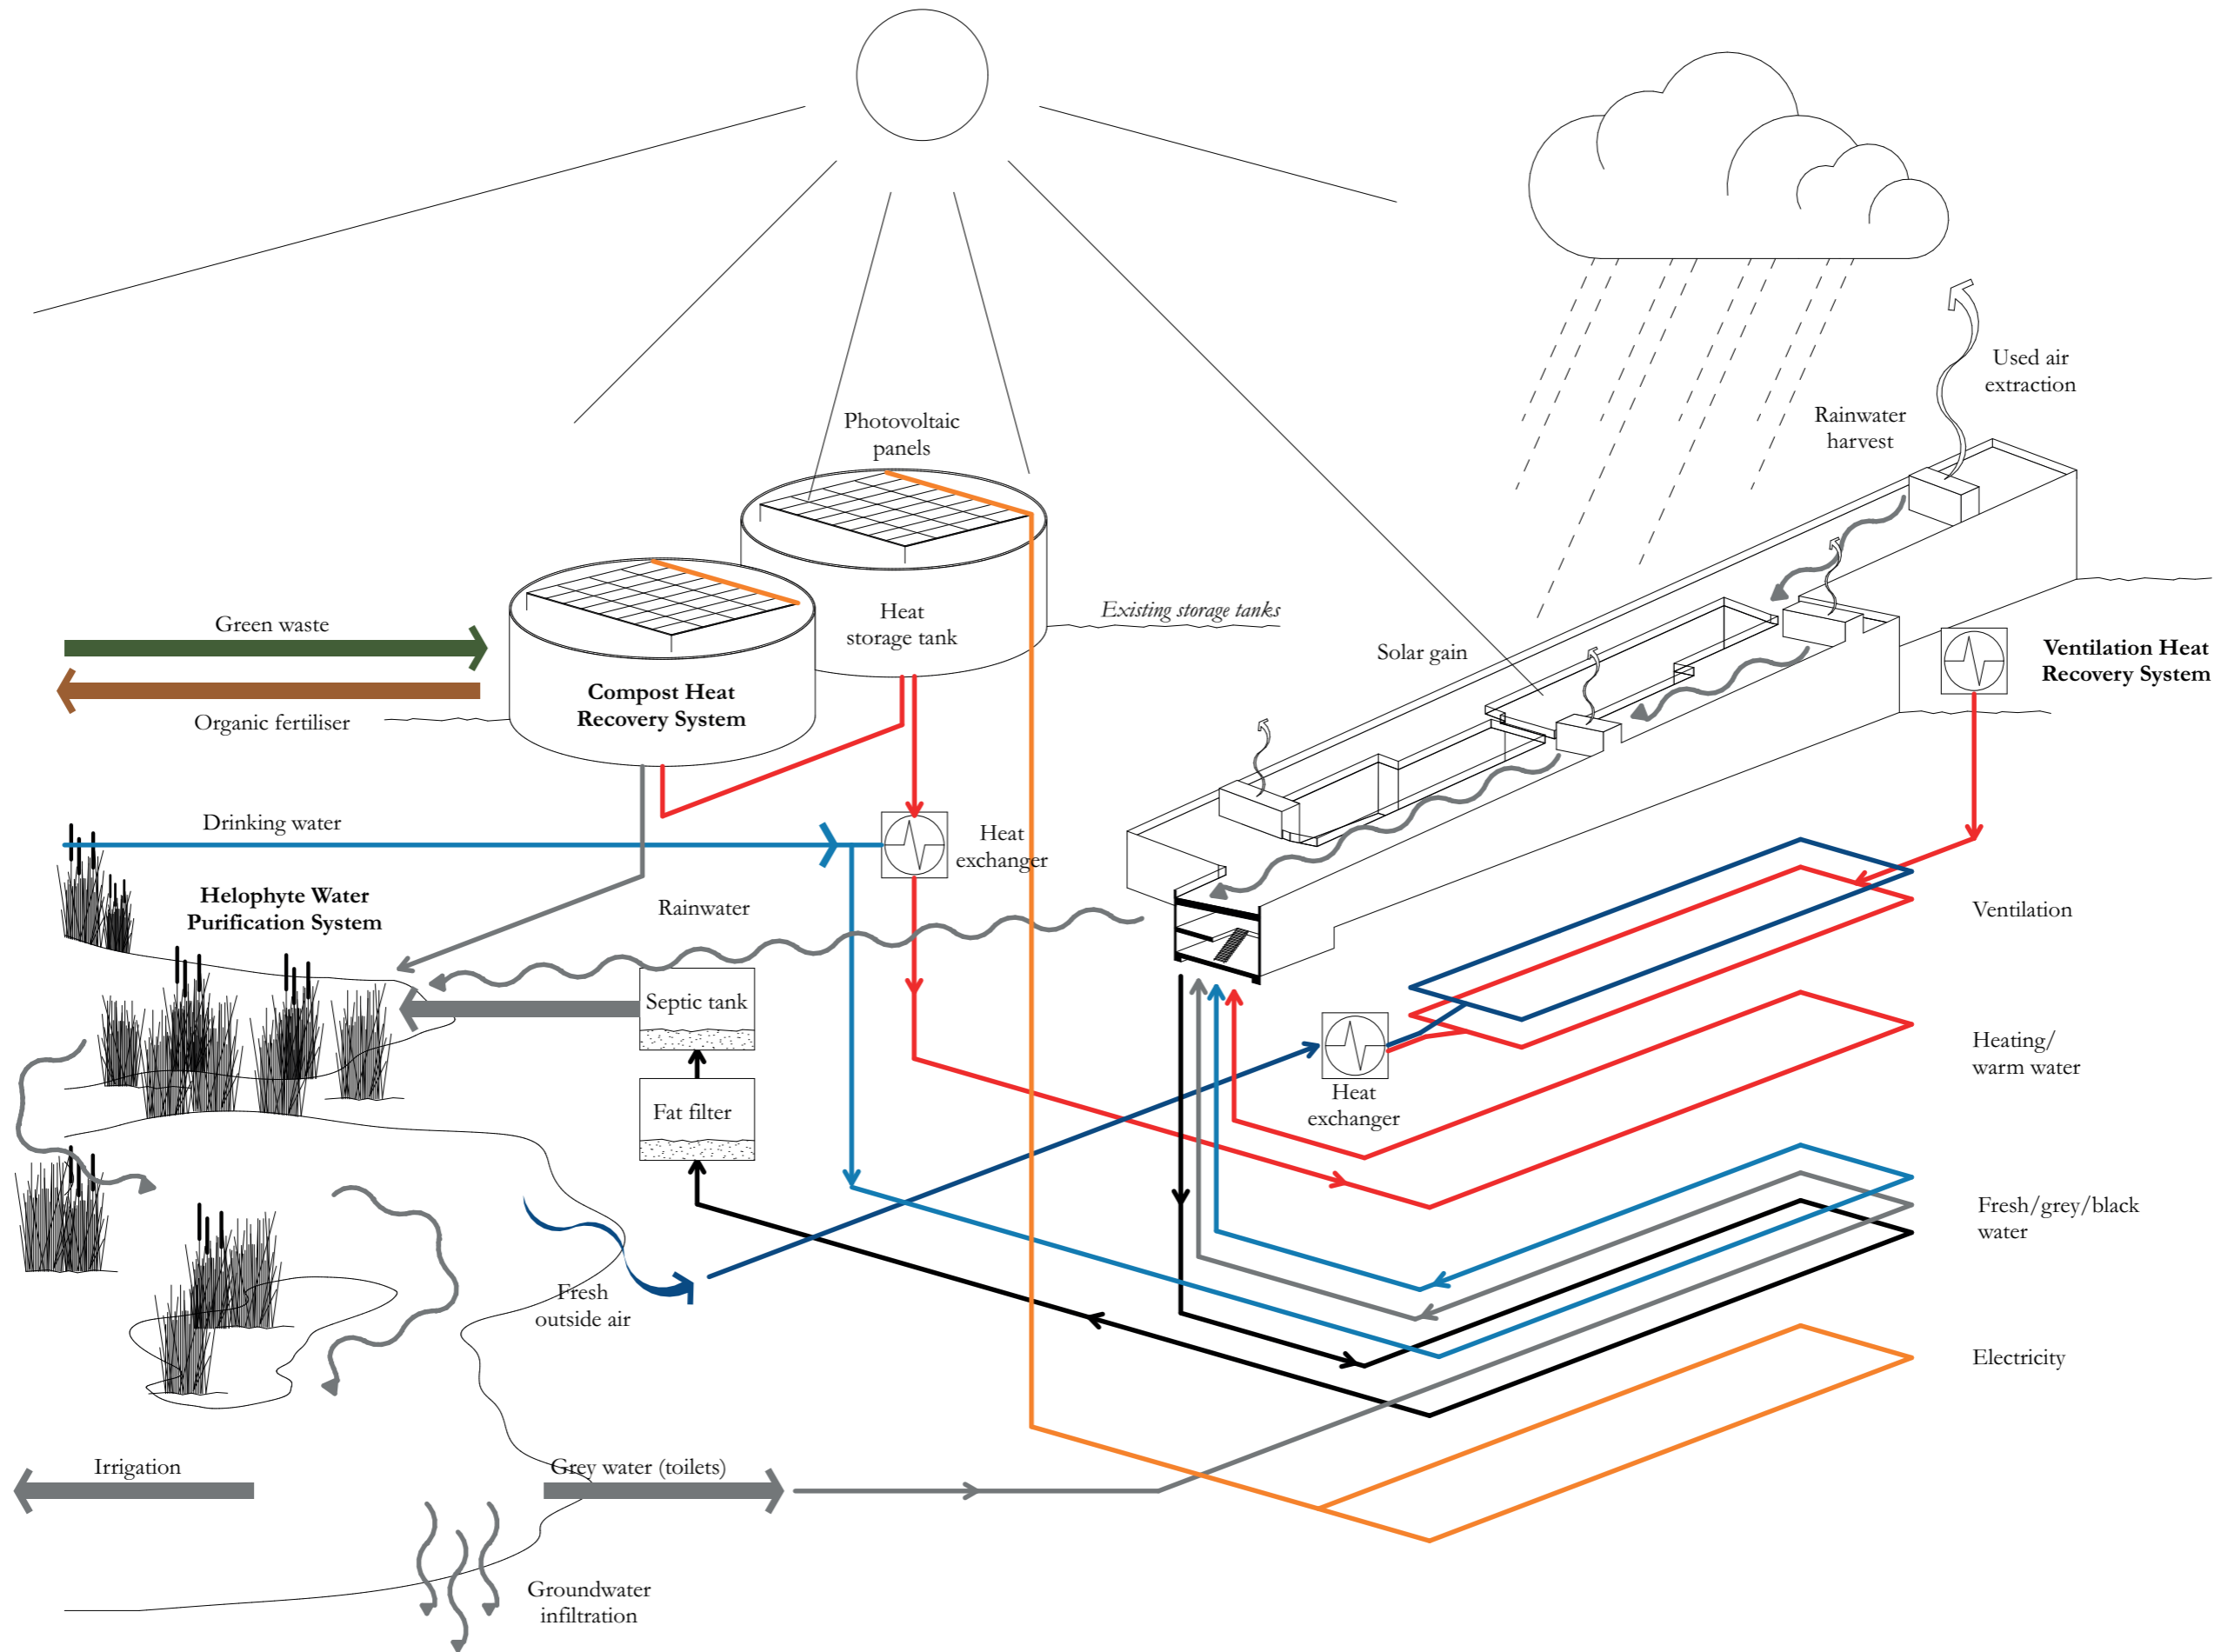 Used air
extraction
Rainwater
harvest
Photovoltaic
panels
Heat
storage tank
Existing storage tanks
Green waste
Solar gain
Ventilation Heat
Recovery System
Compost Heat
Recovery System
Organic fertiliser
Drinking water
Heat
exchanger
Helophyte Water
Purification System
Rainwater
Ventilation
Septic tank
Heating/
warm water
Heat
exchanger
Fat filter
Fresh/grey/black
water
Fresh
outside air
Electricity
Irrigation
Grey water (toilets)
Groundwater
infiltration